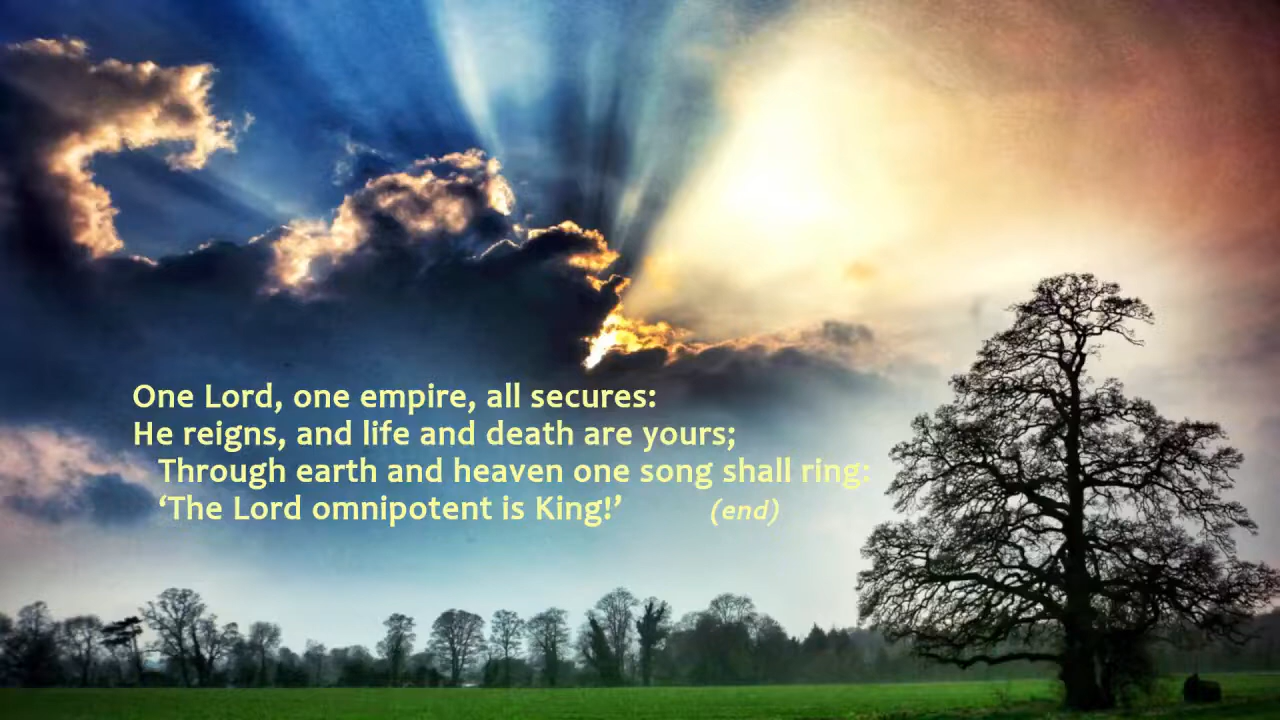 One Lord, one empire, all secures:
He reigns, and life and death are yours;
Through earth and heaven one song shall ring:
‘The Lord omnipotent is King!’ (end)